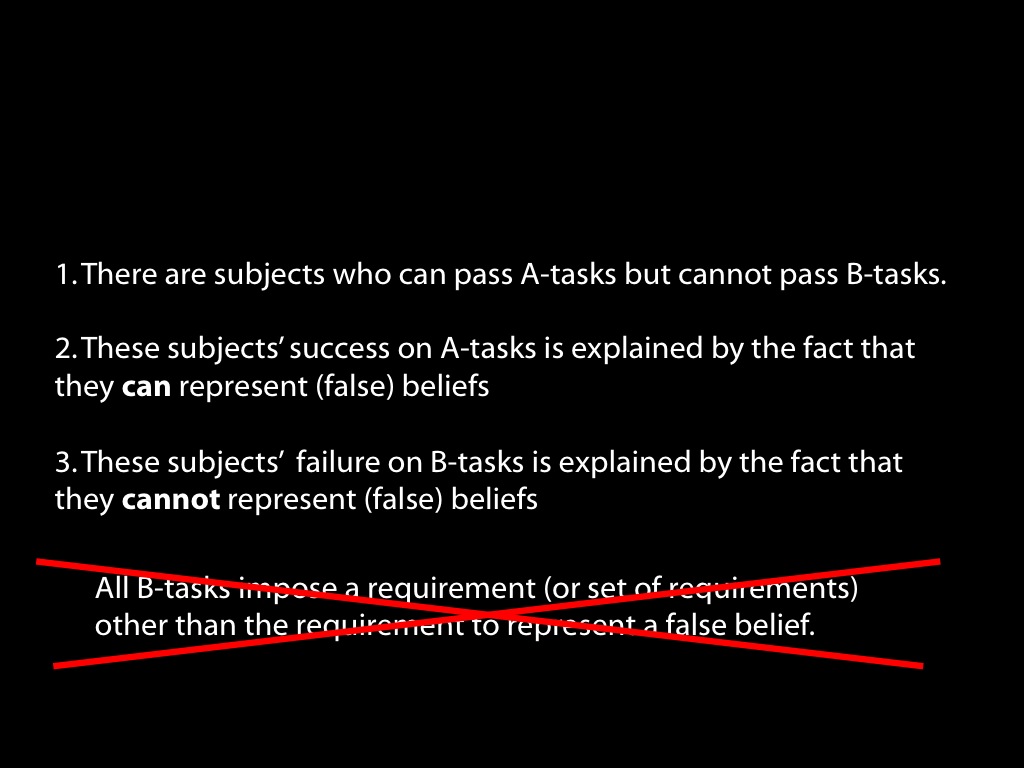 1. There are subjects who can pass A-tasks but cannot pass B-tasks.
2. These subjects’ success on A-tasks is explained by the fact that
they can represent (false) beliefs
3. These subjects’  failure on B-tasks is explained by the fact that
they cannot represent (false) beliefs
All B-tasks impose a requirement (or set of requirements)
other than the requirement to represent a false belief.